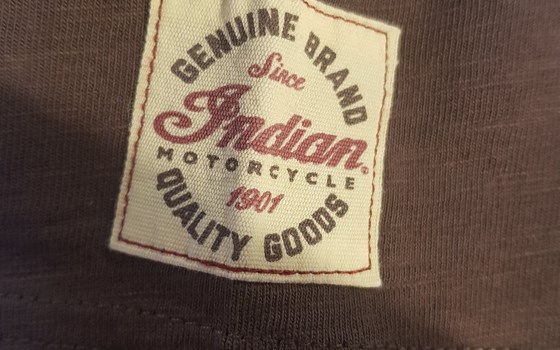 GENUINE BRAND
Since
Indian.
MOTORCYCLE
1901
QUALITY GOODS